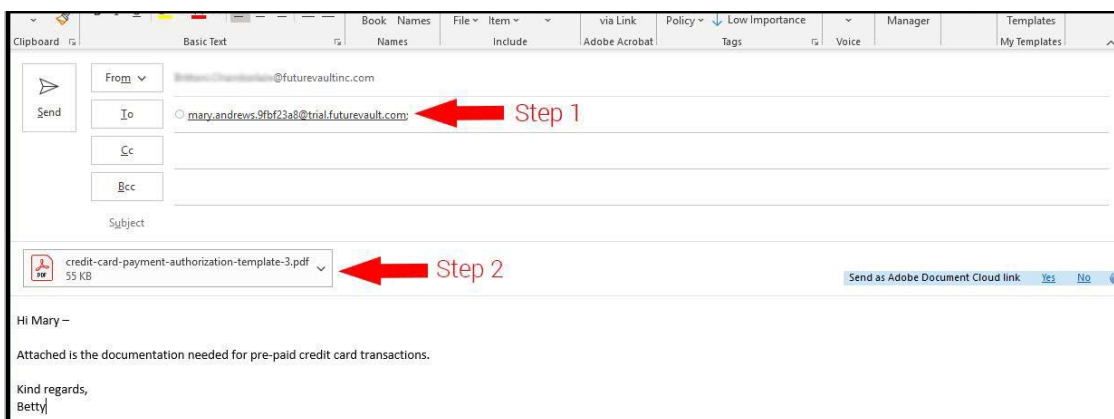 Book Names File Item via Link Policy Low Importance Manager Templates
Clipboard Basic Text Names Include Adobe Acrobat Tags Voice My Templates
From @futurevaultinc.com
Send To mary.andrews.9fbf23a8@trial.futurevault.com; Step 1
Cc
Bcc
Subject
credit-card-payment-authorization-template-3.pdf
55 KB
Step 2
Send as Adobe Document Cloud link Yes No
Hi Mary –
Attached is the documentation needed for pre-paid credit card transactions.
Kind regards,
Betty